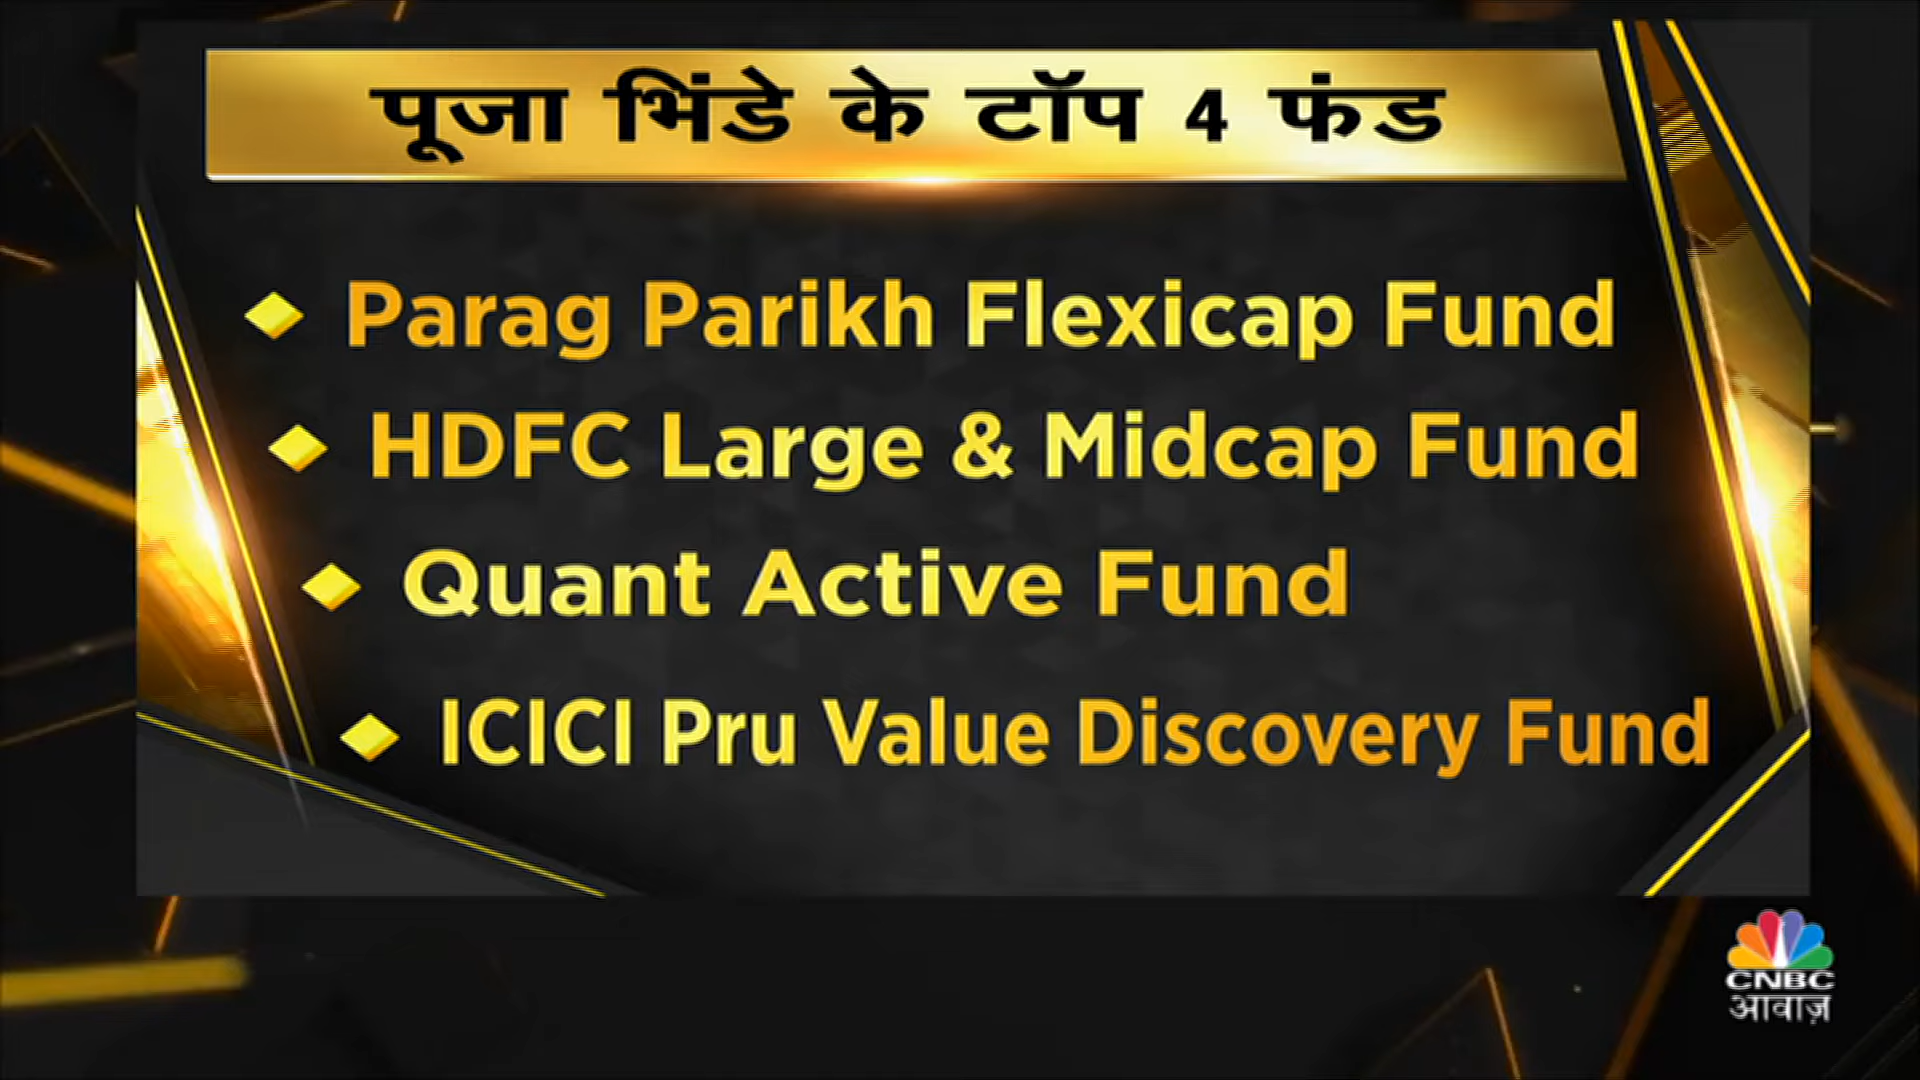 पूजा भिंडे के टॉप 4 फंड
Parag Parikh Flexicap Fund
HDFC Large & Midcap Fund
Quant Active Fund
ICICI Pru Value Discovery Fund
CNBC
आवाज़